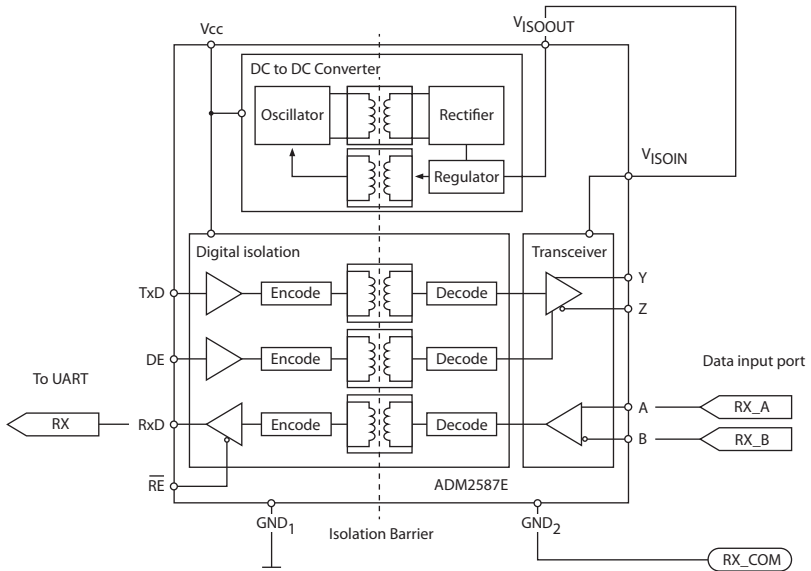 Vcc
VISOOUT
DC to DC Converter
Oscillator
Rectifier
Regulator
VISOIN
Digital isolation
Transceiver
TxD
Encode
Decode
Y
Z
DE
Encode
Decode
To UART
Data input port
RX
RxD
Encode
Decode
A
RX_A
B
RX_B
RE
ADM2587E
GND1
Isolation Barrier
GND2
RX_COM